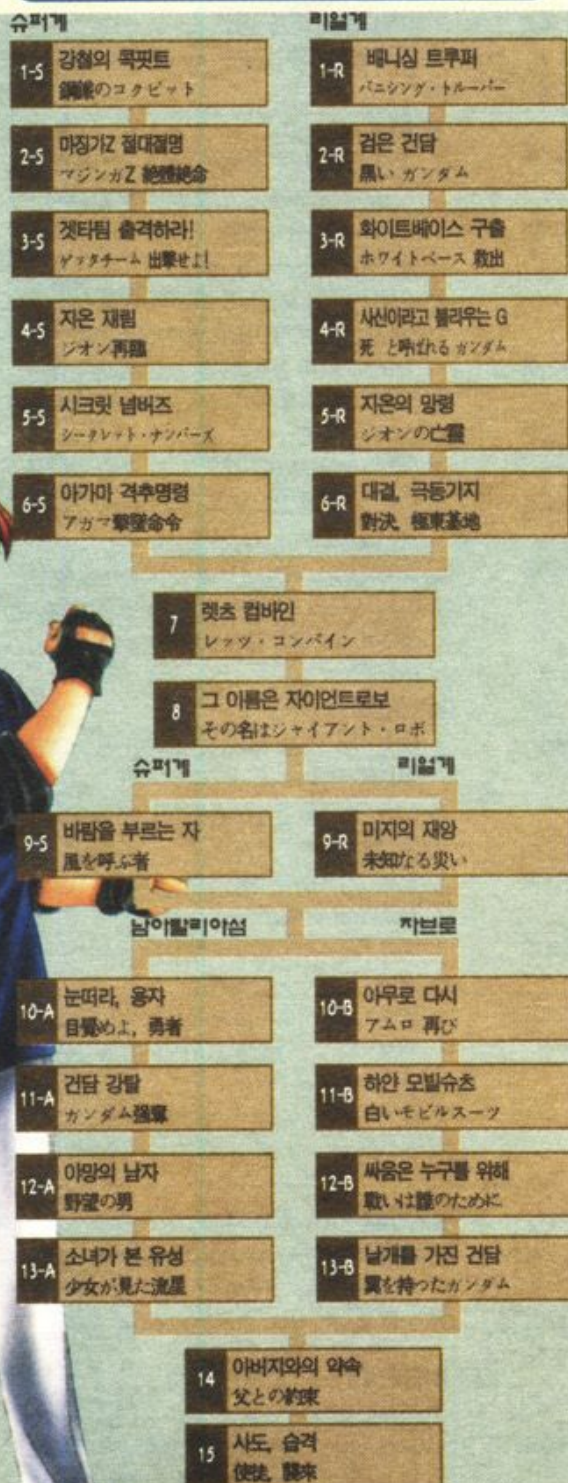 슈퍼계
1-S
강철의 콕핏트
鋼鐵のコクピット
2-S
마징가Z 절대절명
マジンガZ 絶體絶命
3-S
겟타팀 출격하라!
ゲッタチーム 出擊せよ!
4-S
지온 재림
ジオン再臨
5-S
시크릿 넘버즈
シークレット・ナンバーズ
6-S
아가마 격추명령
アガマ擊墜命令
리얼계
1-R
배니싱 트루퍼
バニシング・トルーパー
2-R
검은 건담
黒い ガンダム
3-R
화이트베이스 구출
ホワイトベース 救出
4-R
사신이라고 불리우는 G
死 と呼ばれる ガンダム
5-R
지온의 망령
ジオンの亡靈
6-R
대결, 극동기지
對決, 極東基地
7
렛츠 컴바인
レッツ・コンバイン
8
그 이름은 자이언트로보
その名はジャイアント・ロボ
슈퍼계
리얼계
9-S
바람을 부르는 자
風を呼ぶ者
9-R
미지의 재앙
未知なる災い
남아탈리아섬
쟈브로
10-A
눈떠라, 용자
目覺めよ, 勇者
11-A
건담 강탈
ガンダム强奪
12-A
야망의 남자
野望の男
13-A
소녀가 본 유성
少女が見た流星
10-B
아무로 다시
アムロ 再び
11-B
하얀 모빌슈츠
白いモビルスーツ
12-B
싸움은 누구를 위해
戰いは誰のために
13-B
날개를 가진 건담
翼を持つたガンダム
14
아버지와의 약속
父との約束
15
사도, 습격
使徒, 襲來